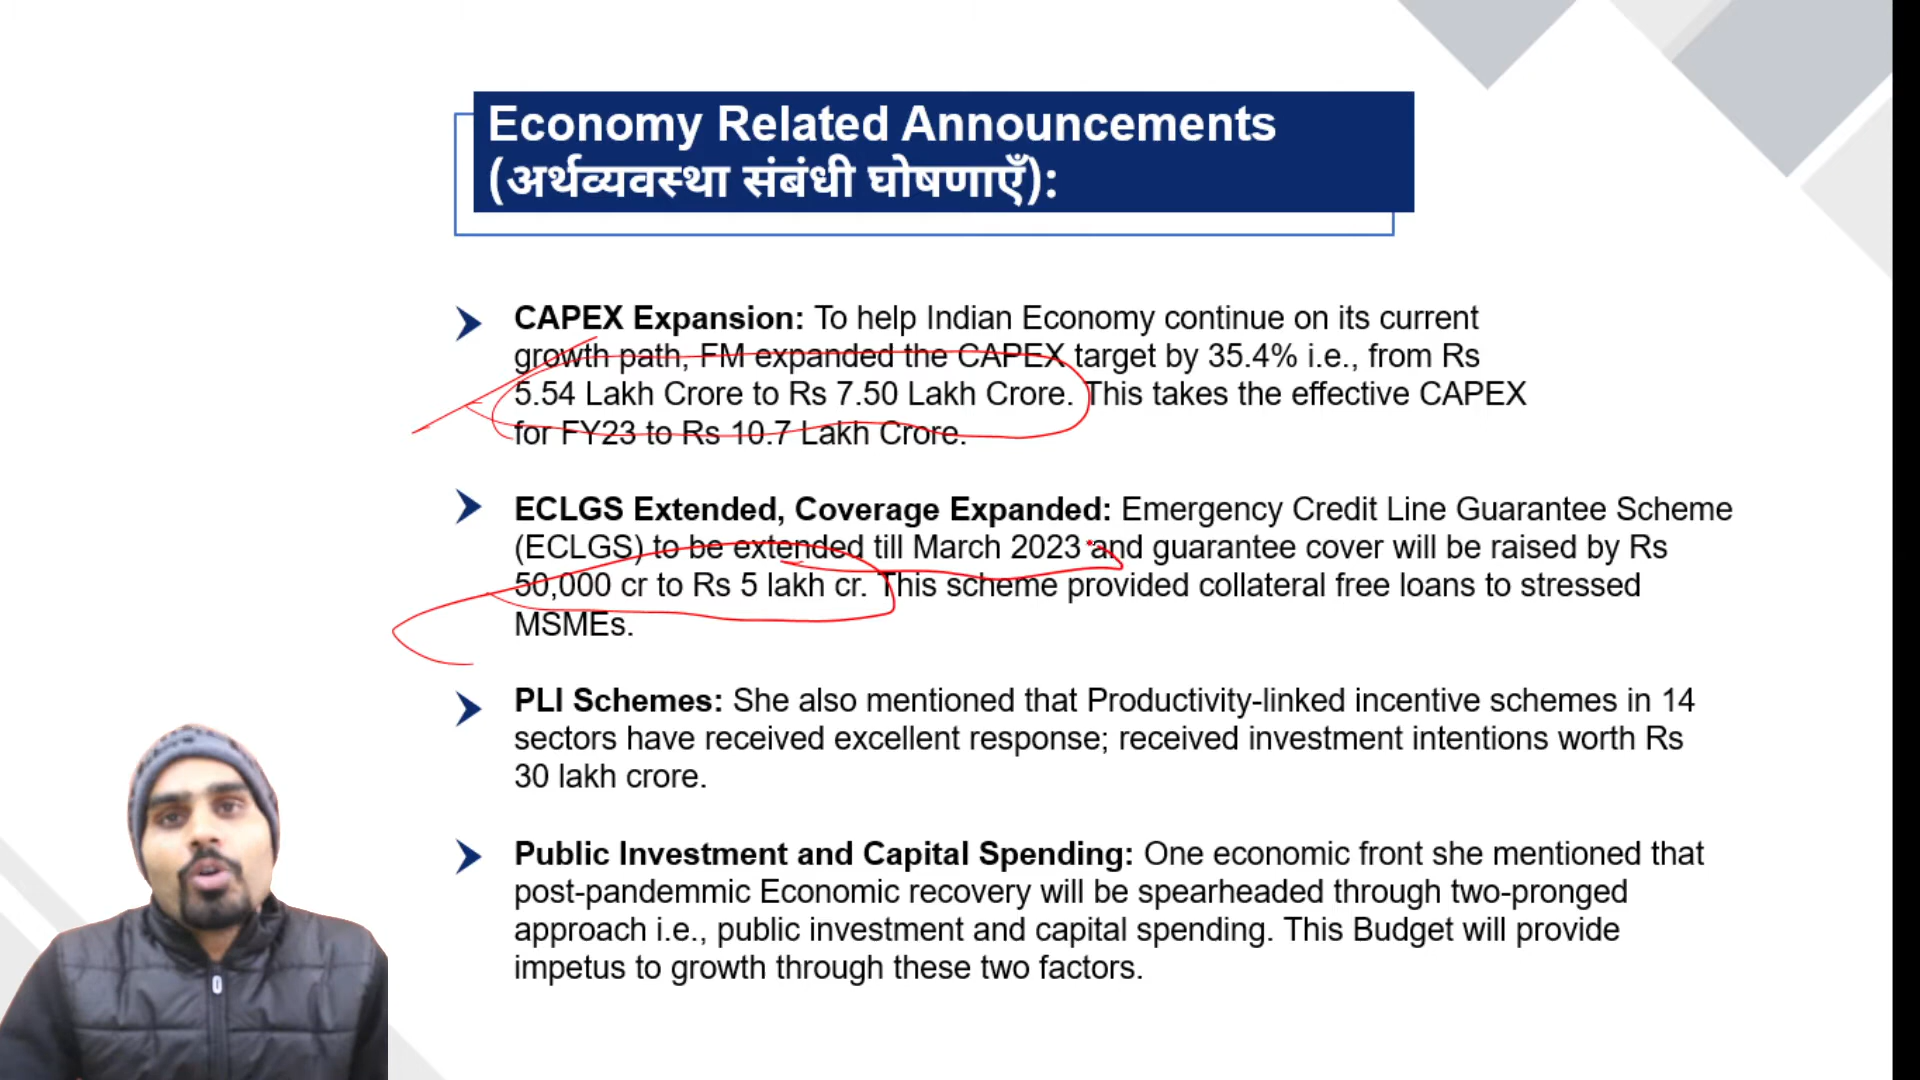 Economy Related Announcements
(अर्थव्यवस्था संबंधी घोषणाएँ):
CAPEX Expansion: To help Indian Economy continue on its current
growth path, FM expanded the CAPEX target by 35.4% i.e., from Rs
5.54 Lakh Crore to Rs 7.50 Lakh Crore. This takes the effective CAPEX
for FY23 to Rs 10.7 Lakh Crore.
ECLGS Extended, Coverage Expanded: Emergency Credit Line Guarantee Scheme
(ECLGS) to be extended till March 2023 and guarantee cover will be raised by Rs
50,000 cr to Rs 5 lakh cr. This scheme provided collateral free loans to stressed
MSMEs.
PLI Schemes: She also mentioned that Productivity-linked incentive schemes in 14
sectors have received excellent response; received investment intentions worth Rs
30 lakh crore.
Public Investment and Capital Spending: One economic front she mentioned that
post-pandemmic Economic recovery will be spearheaded through two-pronged
approach i.e., public investment and capital spending. This Budget will provide
impetus to growth through these two factors.